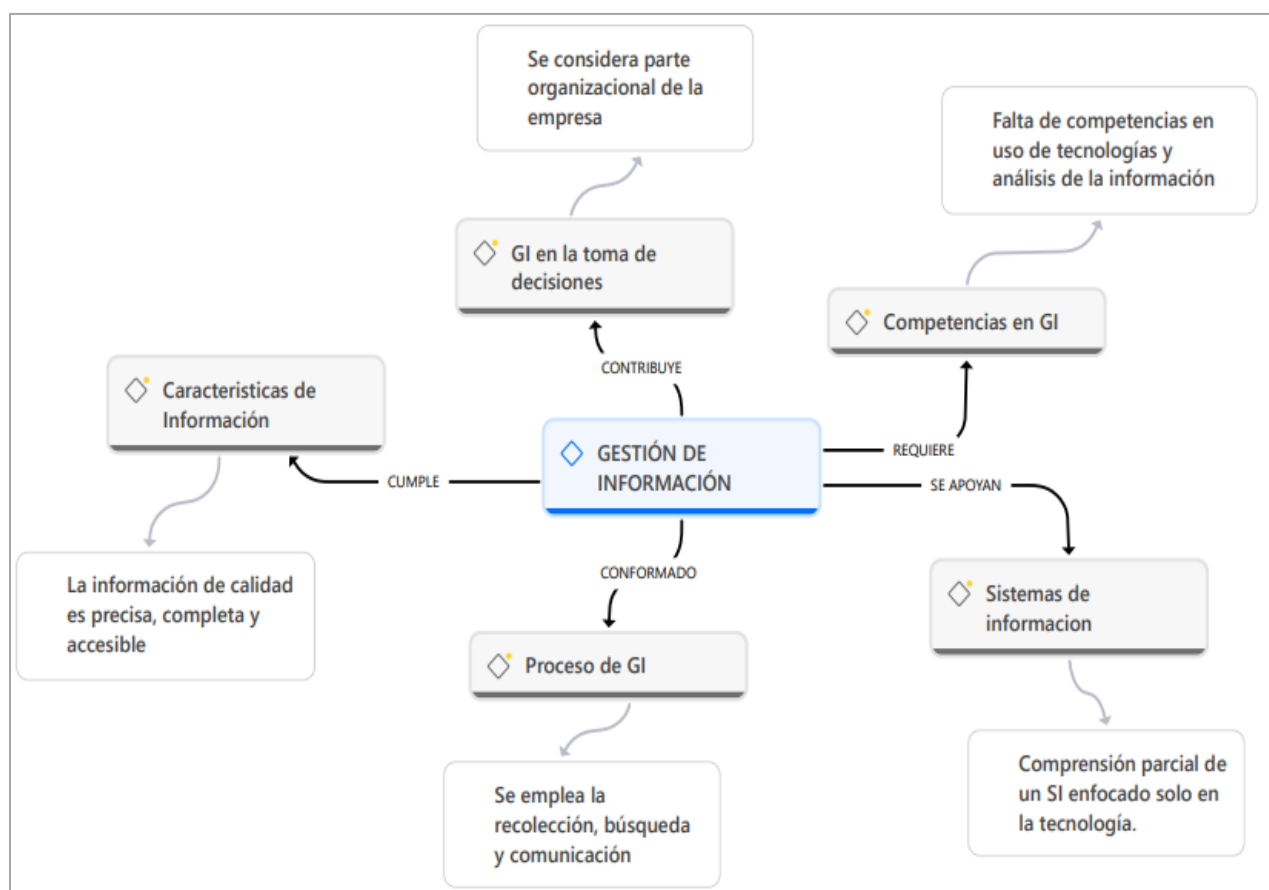 Se considera parte
organizacional de la
empresa
Falta de competencias en
uso de tecnologías y
análisis de la información
GI en la toma de
decisiones
Competencias en GI
CONTRIBUYE
Caracteristicas de
Información
GESTIÓN DE
INFORMACIÓN
REQUIERE
CUMPLE
SE APOYAN
CONFORMADO
La información de calidad
es precisa, completa y
accesible
Sistemas de
informacion
Proceso de GI
Se emplea la
recolección, búsqueda
y comunicación
Comprensión parcial de
un SI enfocado solo en
la tecnología.